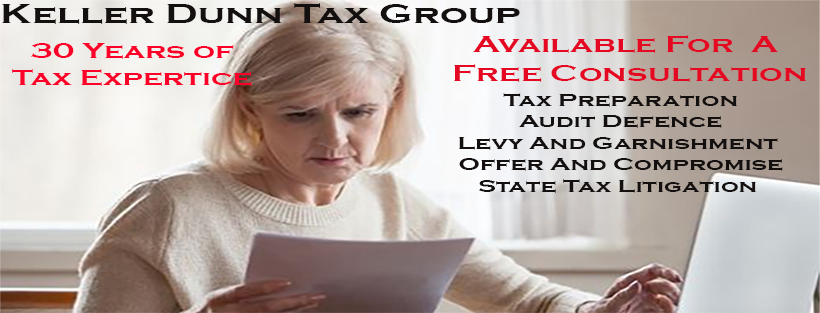 Keller Dunn Tax Group
30 Years of
Tax Expertice
Available For A
Free Consultation
Tax Preparation
Audit Defence
Levy And Garnishment
Offer And Compromise
State Tax Litigation